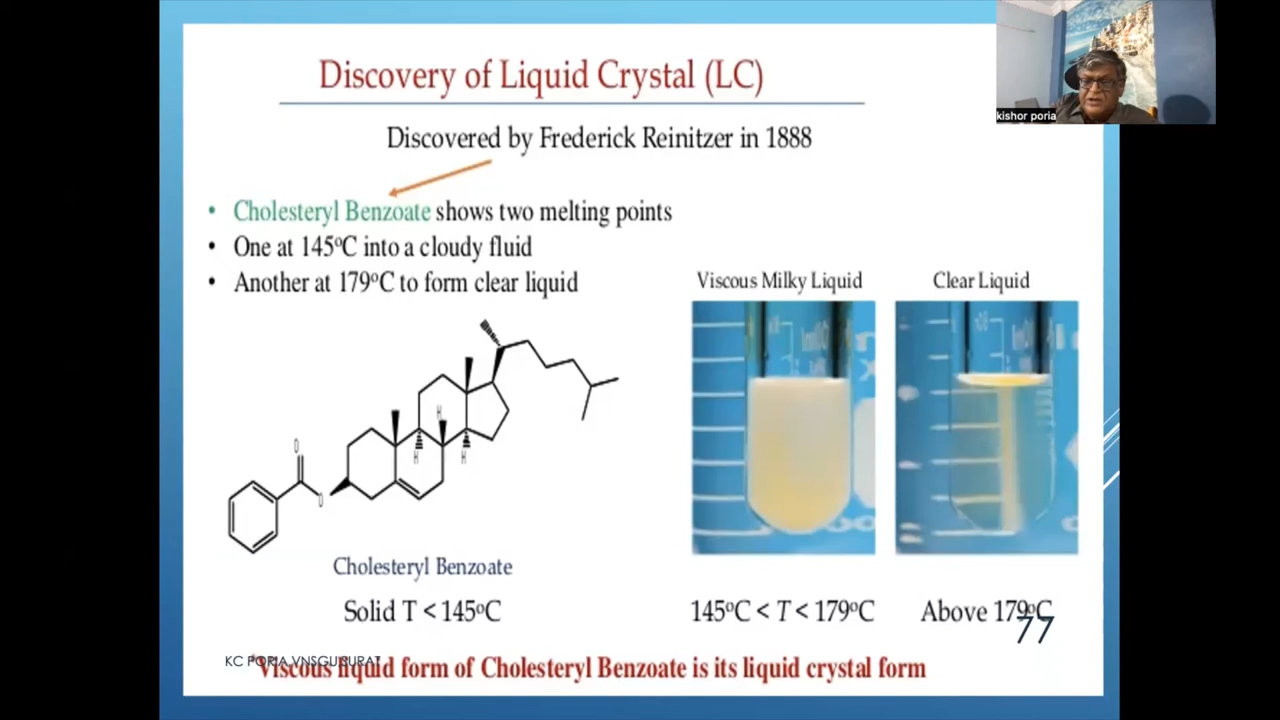 Discovery of Liquid Crystal (LC)
kishor poria
Discovered by Frederick Reinitzer in 1888
• Cholesteryl Benzoate shows two melting points
• One at 145°C into a cloudy fluid
• Another at 179°C to form clear liquid
Viscous Milky Liquid
Clear Liquid
O
O
H
H
H
Cholesteryl Benzoate
Solid T < 145°C
145°C < T < 179°C
Above 179°C
77
KC PORIA,VNSGU,SURAT
*Viscous liquid form of Cholesteryl Benzoate is its liquid crystal form